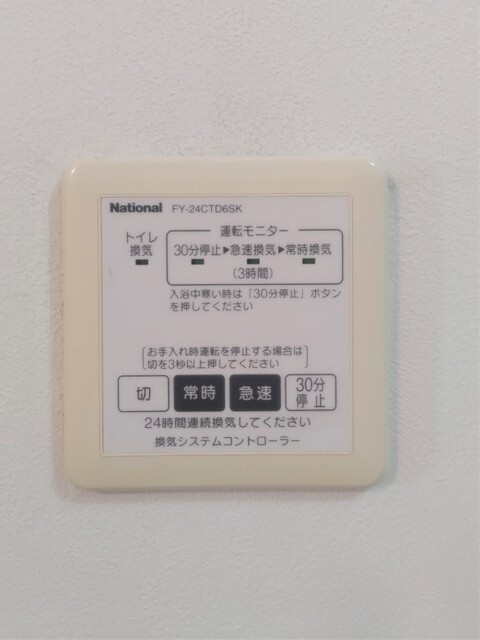 National FY-24CTD6SK
トイレ
換気
運転モニター
30分停止▶急速換気▶常時換気
(3時間)
入浴中寒い時は「30分停止」ボタン
を押してください
お手入れ時運転を停止する場合は
切を3秒以上押してください
切 常時 急速 30分
停止
24時間連続換気してください
換気システムコントローラー